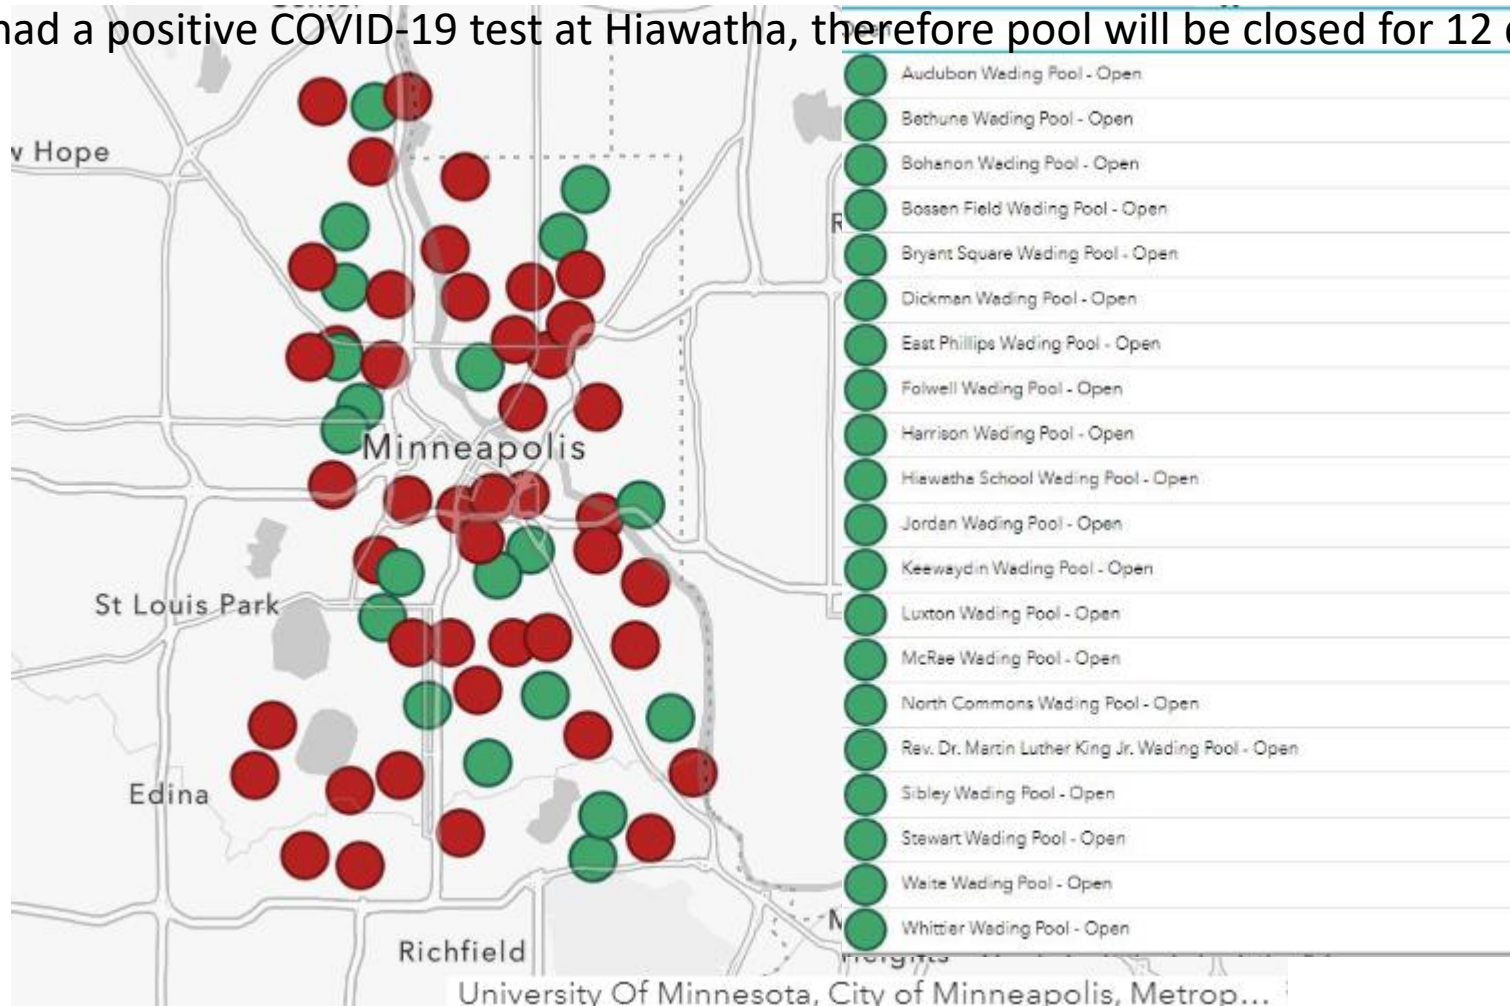 had a positive COVID-19 test at Hiawatha, therefore pool will be closed for 12
Audubon Wading Pool - Open
Bethune Wading Pool - Open
Bohanon Wading Pool - Open
Bossen Field Wading Pool - Open
Bryant Square Wading Pool - Open
Dickman Wading Pool - Open
East Phillips Wading Pool - Open
Folwell Wading Pool - Open
Harrison Wading Pool - Open
Hiawatha School Wading Pool - Open
Jordan Wading Pool - Open
Keewaydin Wading Pool - Open
Luxton Wading Pool - Open
McRae Wading Pool - Open
North Commons Wading Pool - Open
Rev. Dr. Martin Luther King Jr. Wading Pool - Open
Sibley Wading Pool - Open
Stewart Wading Pool - Open
Waite Wading Pool - Open
Whittier Wading Pool - Open
w Hope
Minneapolis
St Louis Park
Edina
Richfield
Heights
University Of Minnesota, City of Minneapolis, Metrop...